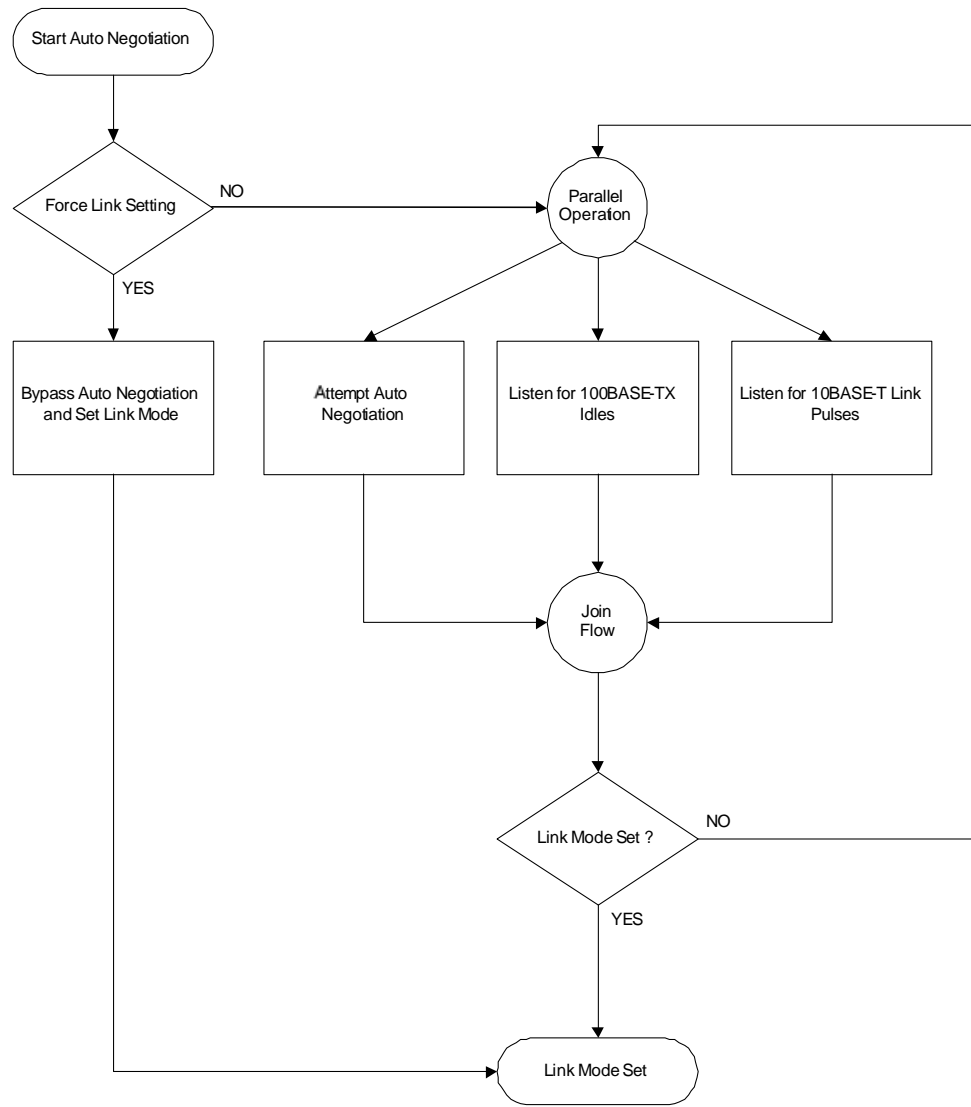 Start Auto Negotiation
Force Link Setting
NO
YES
Parallel
Operation
Bypass Auto Negotiation
and Set Link Mode
Attempt Auto
Negotiation
Listen for 100BASE-TX
Idles
Listen for 10BASE-T Link
Pulses
Join
Flow
Link Mode Set ?
NO
YES
Link Mode Set